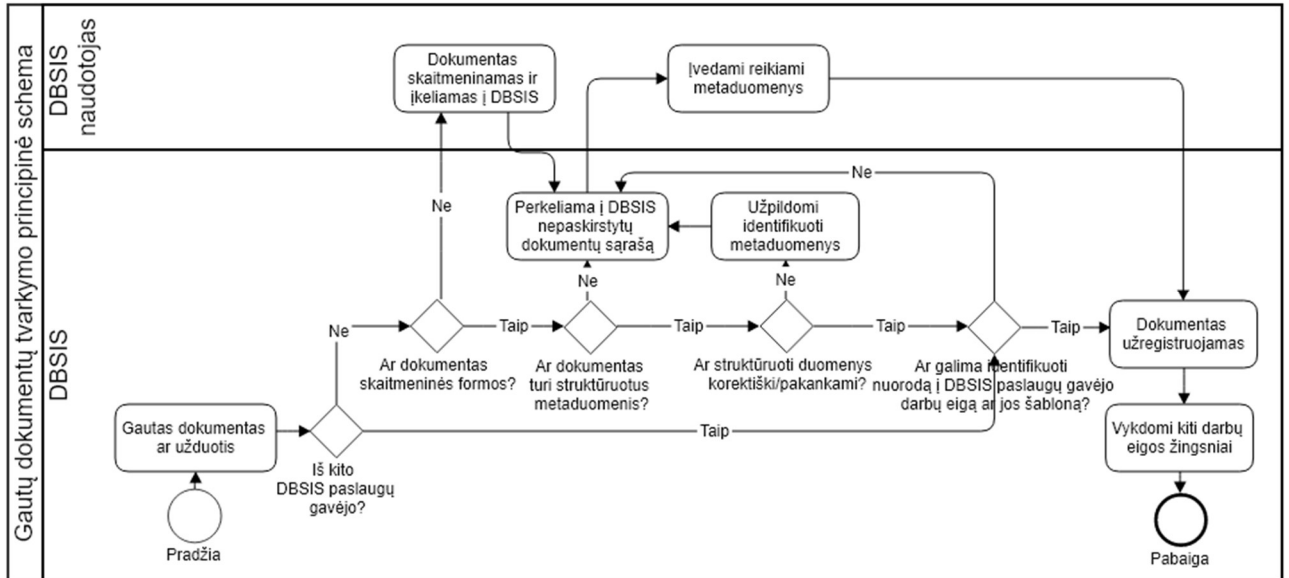 Gautų dokumentų tvarkymo principinė schema
DBSIS
naudotojas
DBSIS
Dokumentas
skaitmeninamas ir
įkeliamas į DBSIS
Įvedami reikiami
metaduomenys
Ne
Ne
Perkeliama į DBSIS
nepaskirstytų
dokumentų sąrašą
Užpildomi
identifikuoti
metaduomenys
Ne
Ne
Ne
Taip
Taip
Taip
Taip
Dokumentas
užregistruojamas
Ar dokumentas
skaitmeninės formos?
Ar dokumentas
turi struktūruotus
metaduomenis?
Ar struktūruoti duomenys
korektiški/pakankami?
Ar galima identifikuoti
nuorodą į DBSIS paslaugų gavėjo
darbų eigą ar jos šabloną?
Gautas dokumentas
ar užduotis
Taip
Vykdomi kiti darbų
eigos žingsniai
Iš kito
DBSIS paslaugų
gavėjo?
Pradžia
Pabaiga